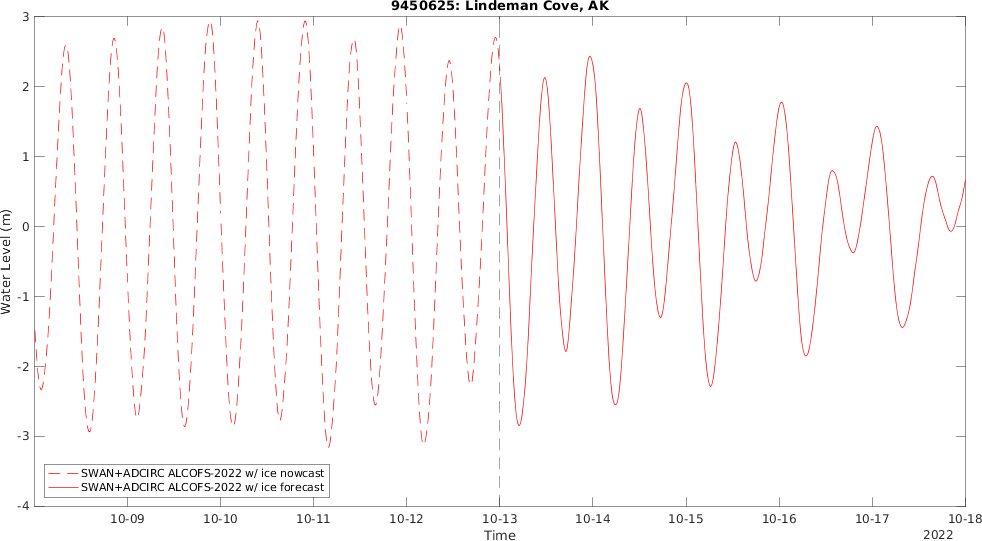 9450625: Lindeman Cove, AK
3
2
1
0
-1
-2
-3
-4
Water Level (m)
SWAN+ADCIRC ALCOFS-2022 w/ ice nowcast
SWAN+ADCIRC ALCOFS-2022 w/ ice forecast
10-09 10-10 10-11 10-12 10-13 10-14 10-15 10-16 10-17 10-18
Time
2022